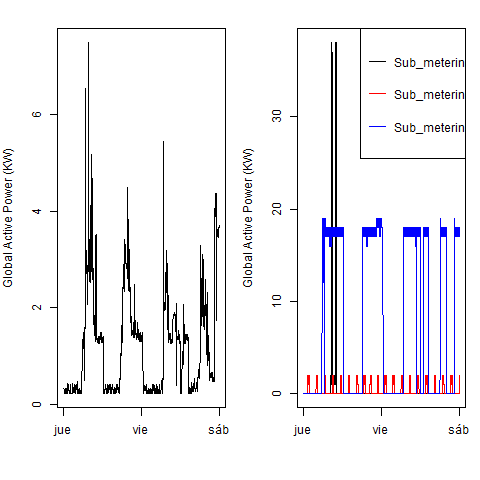 Global Active Power (KW)
6
4
2
0
jue
vie
sáb
Global Active Power (KW)
30
20
10
0
jue
vie
sáb
Sub_meterin
Sub_meterin
Sub_meterin